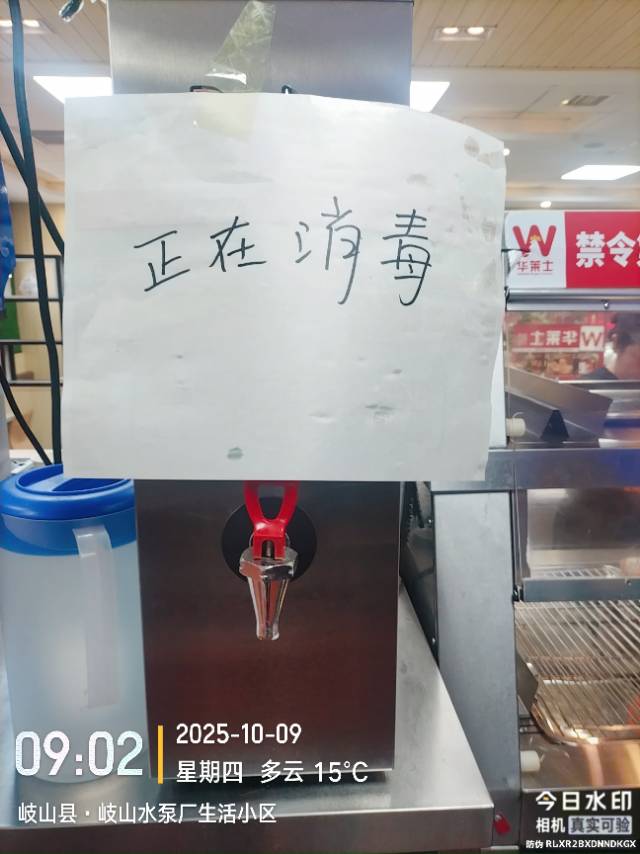 正在消毒
华莱士
禁令
华莱士
09:02
2025-10-09
星期四 多云 15°C
岐山县·岐山水泵厂生活小区
今日水印
相机 真实可验
防伪 RLXR2BXDNNDKGX